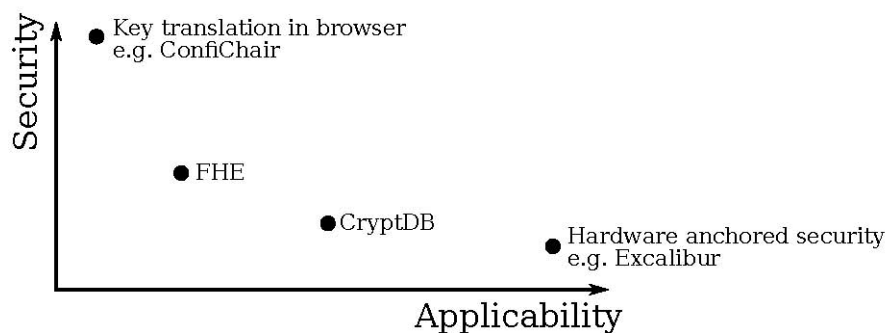 Security
Key translation in browser
e.g. ConfiChair
FHE
CryptDB
Hardware anchored security
e.g. Excalibur
Applicability